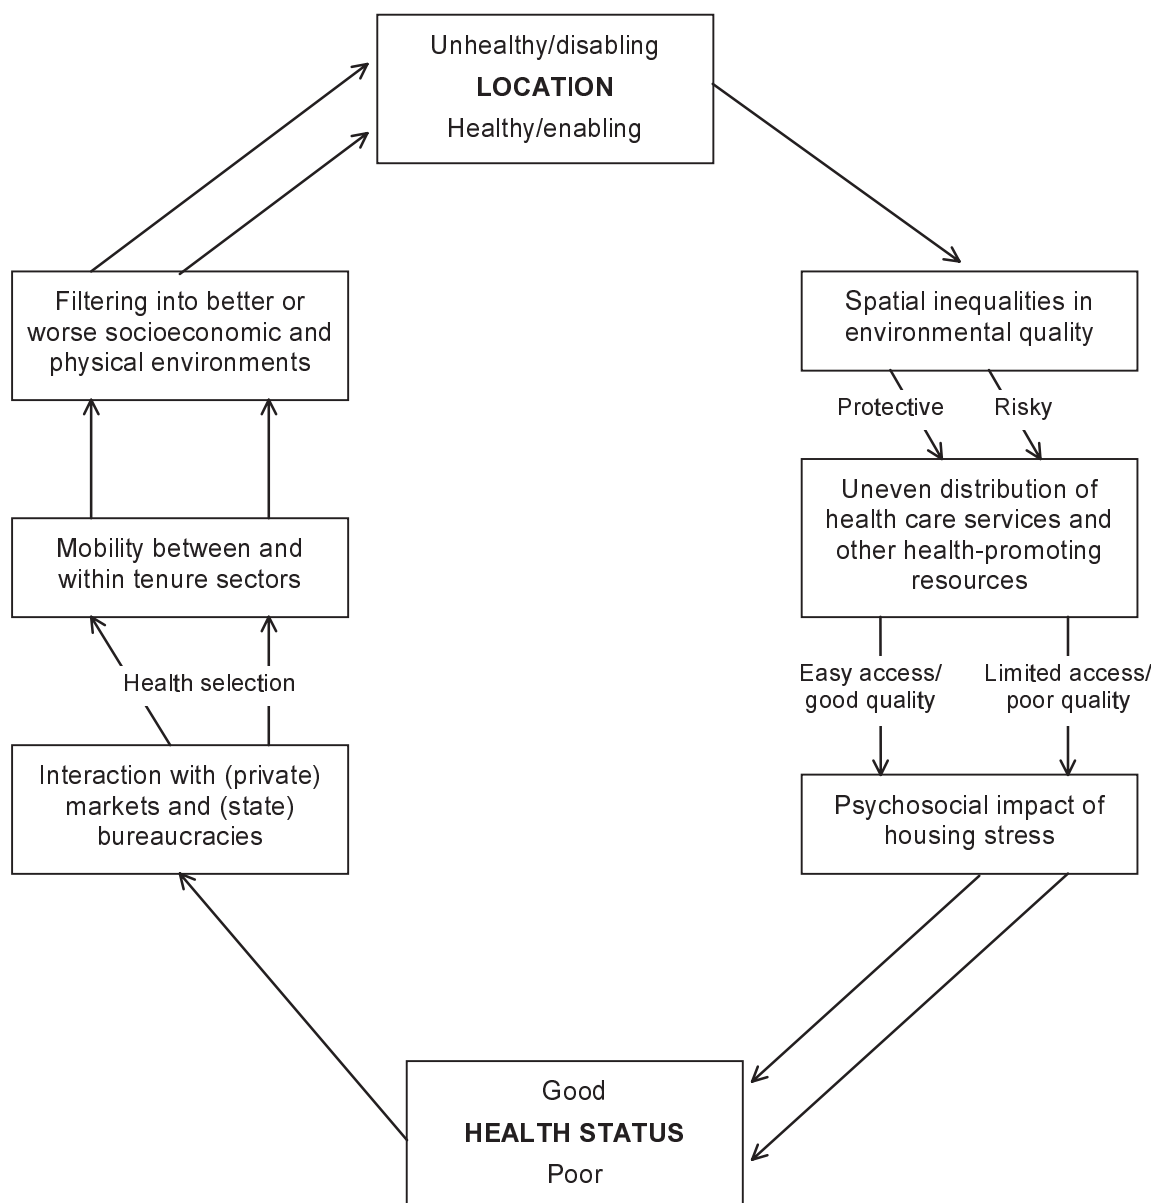 Unhealthy/disabling
LOCATION
Healthy/enabling
Filtering into better or
worse socioeconomic and
physical environments
Spatial inequalities in
environmental quality
Protective
Risky
Uneven distribution of
health care services and
other health-promoting
resources
Mobility between and
within tenure sectors
Health selection
Easy access/
good quality
Limited access/
poor quality
Interaction with (private)
markets and (state)
bureaucracies
Psychosocial impact of
housing stress
Good
HEALTH STATUS
Poor